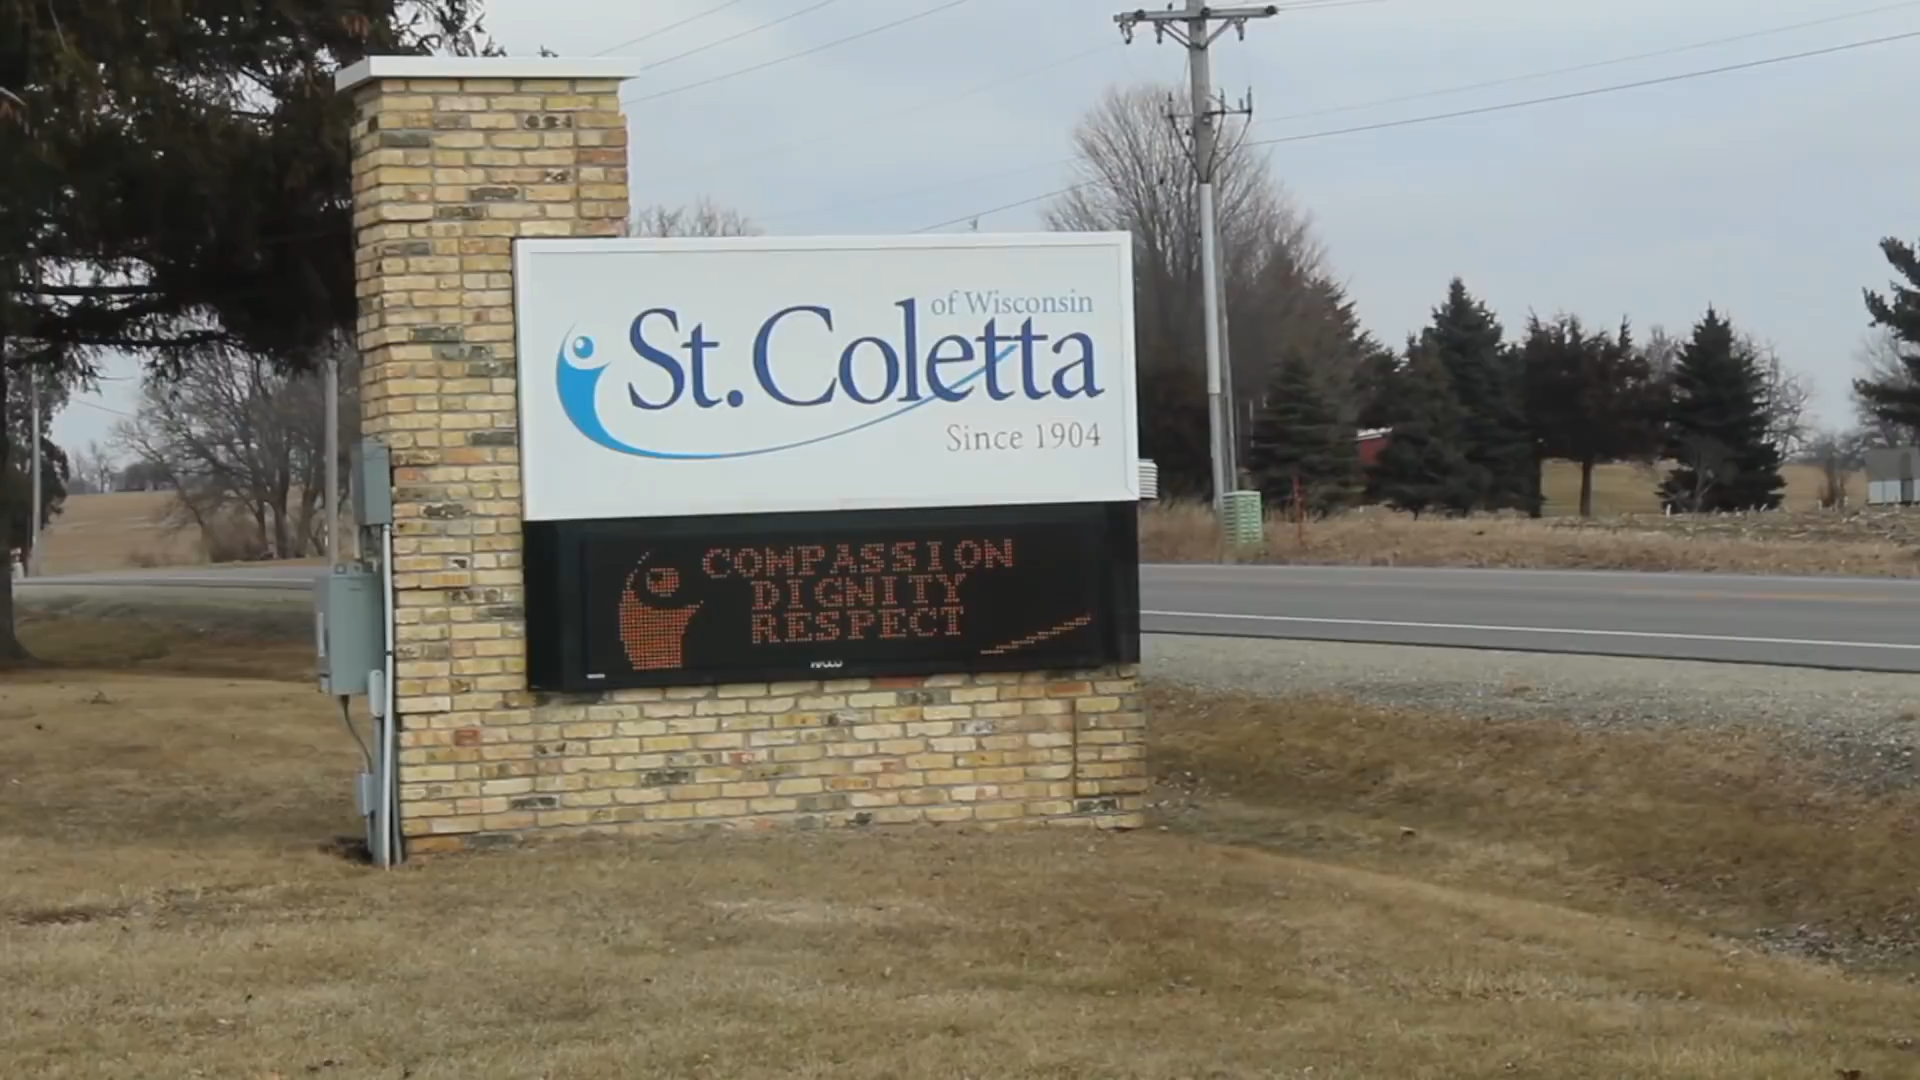 of Wisconsin
St. Coletta
Since 1904
COMPASSION
DIGNITY
RESPECT